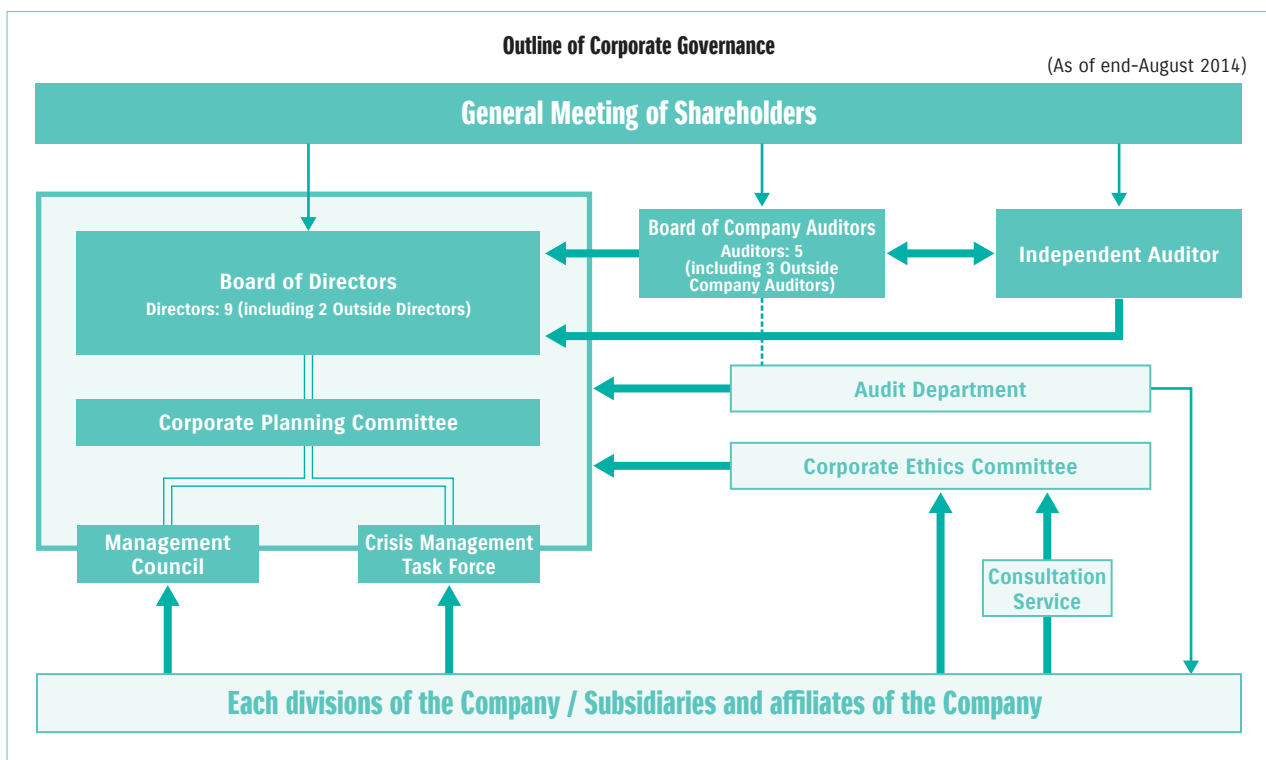 Outline of Corporate Governance
(As of end-August 2014)
General Meeting of Shareholders
Board of Directors
Directors: 9 (including 2 Outside Directors)
Board of Company Auditors
Auditors: 5
(including 3 Outside
Company Auditors)
Independent Auditor
Corporate Planning Committee
Audit Department
Corporate Ethics Committee
Management
Council
Crisis Management
Task Force
Consultation
Service
Each divisions of the Company / Subsidiaries and affiliates of the Company